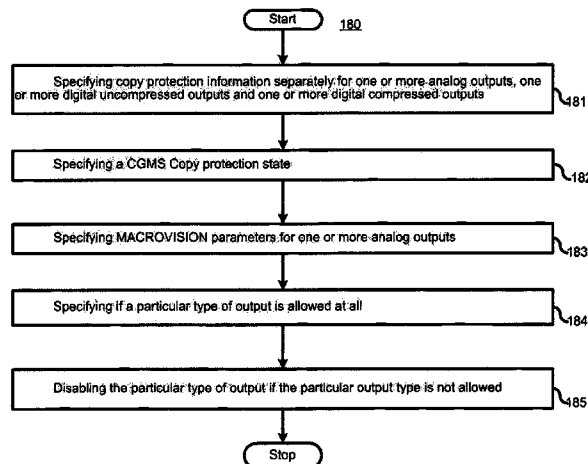 Start
180
Specifying copy protection information separately for one or more analog outputs, one
or more digital uncompressed outputs and one or more digital compressed outputs
181
Specifying a CGMS Copy protection state
182
Specifying MACROVISION parameters for one or more analog outputs
183
Specifying if a particular type of output is allowed at all
184
Disabling the particular type of output if the particular output type is not allowed
185
Stop